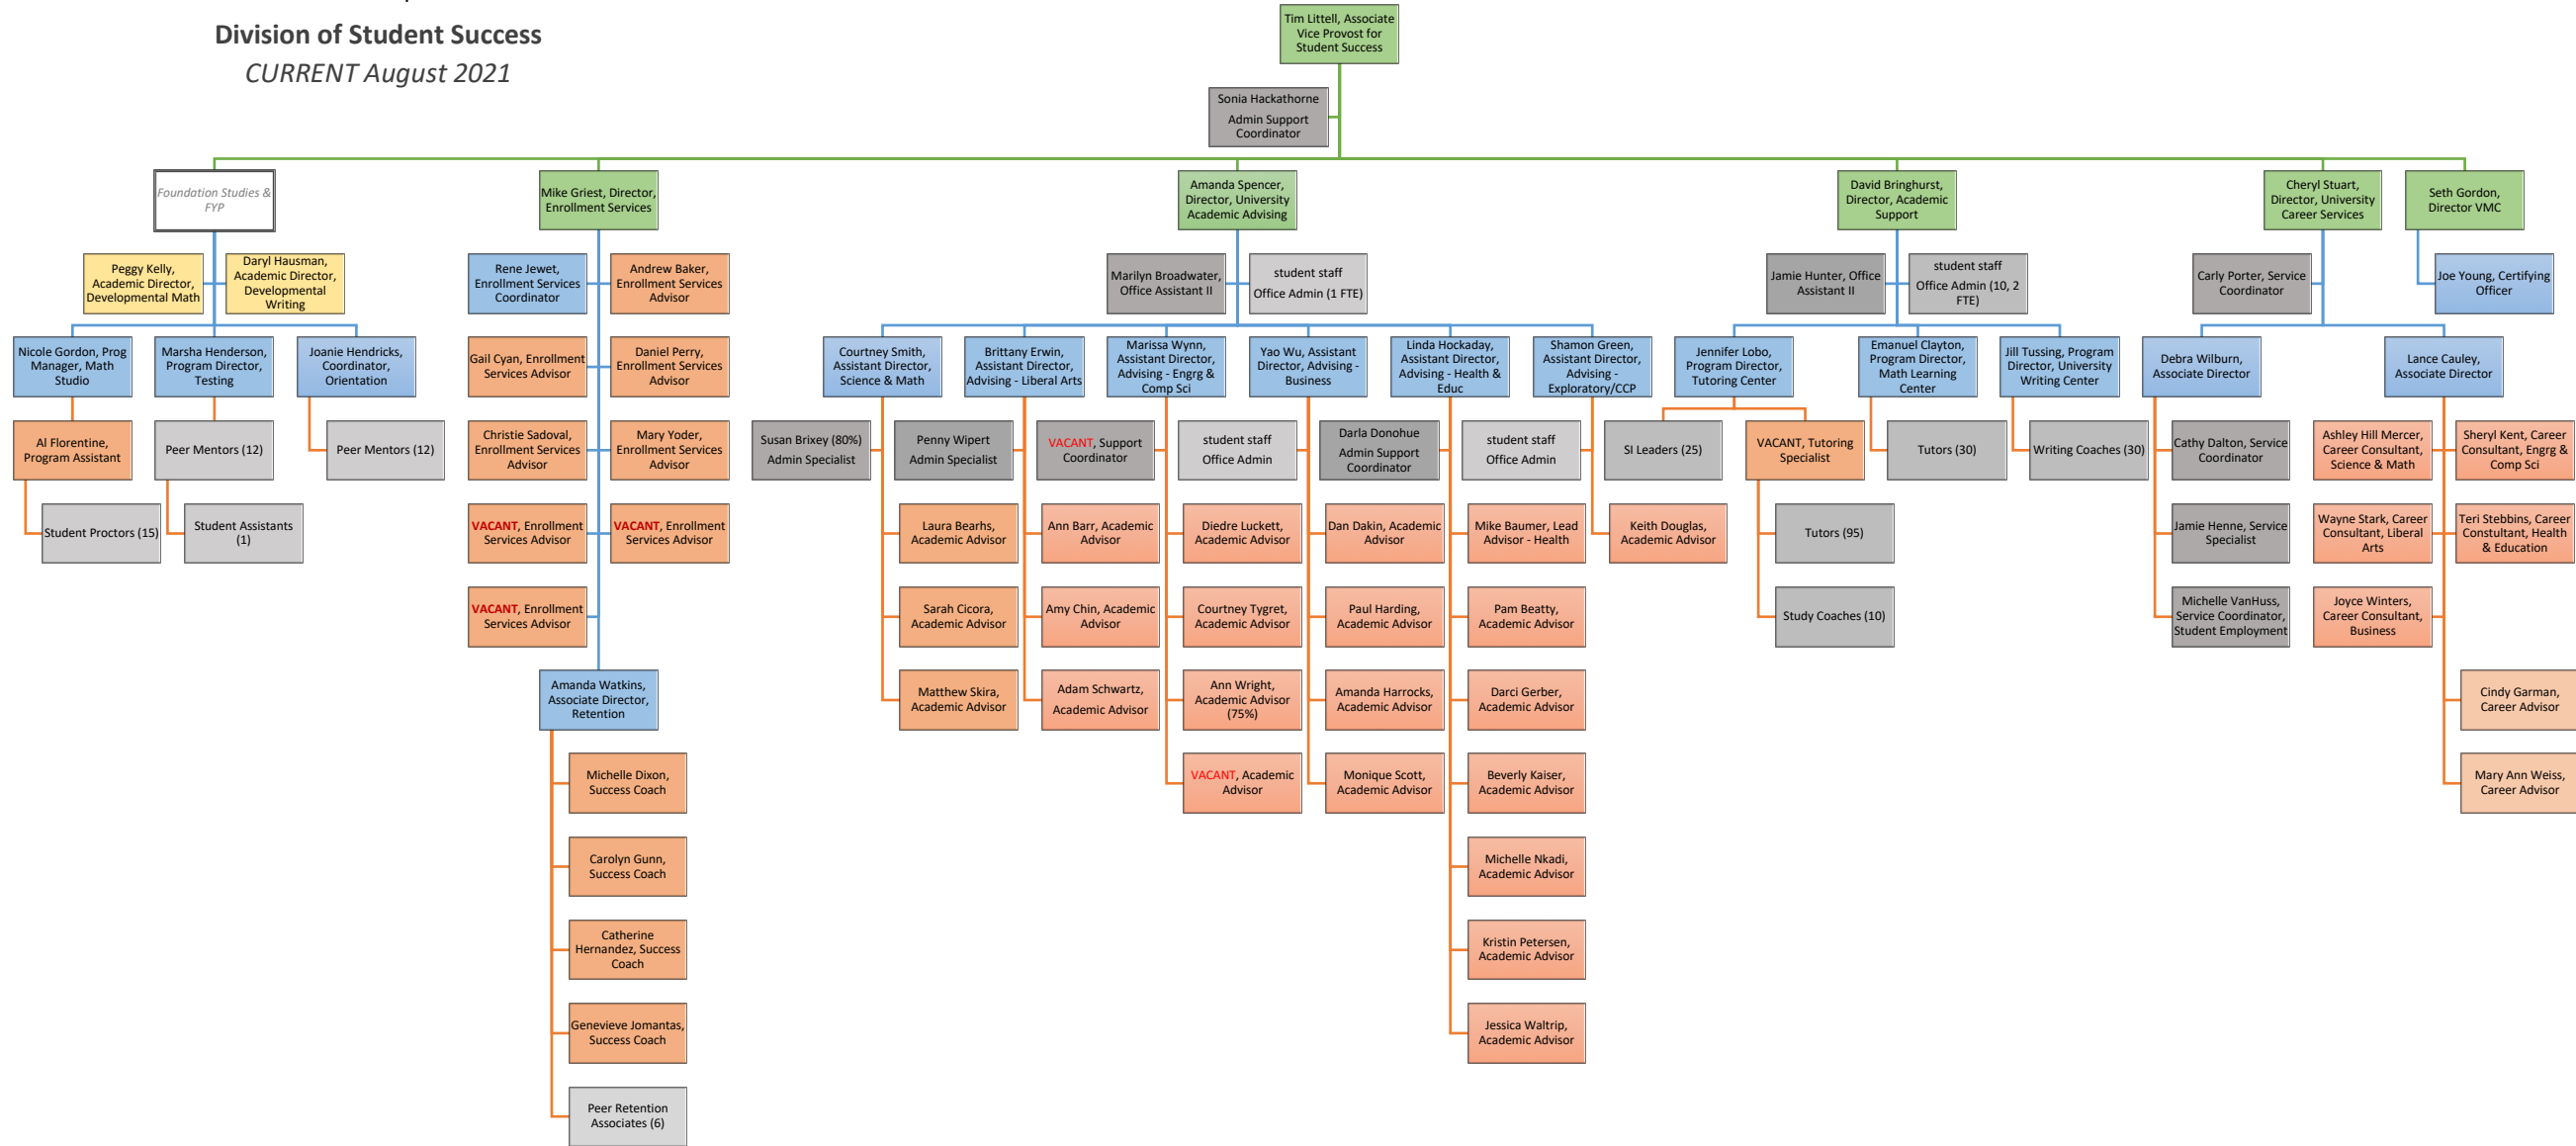 Division of Student Success
CURRENT August 2021
Tim Littell, Associate
Vice Provost for
Student Success
Sonia Hackathorne
Admin Support
Coordinator
Foundation Studies &
FYP
Mike Griest, Director,
Enrollment Services
Amanda Spencer,
Director, University
Academic Advising
David Bringhurst,
Director, Academic
Support
Cheryl Stuart,
Director, University
Career Services
Seth Gordon,
Director VMC
Peggy Kelly,
Academic Director,
Developmental Math
Daryl Hausman,
Academic Director,
Developmental
Writing
Rene Jewet,
Enrollment Services
Coordinator
Andrew Baker,
Enrollment Services
Advisor
Marilyn Broadwater,
Office Assistant II
student staff
Office Admin (1 FTE)
Jamie Hunter, Office
Assistant II
student staff
Office Admin (10, 2
FTE)
Carly Porter, Service
Coordinator
Joe Young, Certifying
Officer
Nicole Gordon, Prog
Manager, Math
Studio
Marsha Henderson,
Program Director,
Testing
Joanie Hendricks,
Coordinator,
Orientation
Gail Cyan, Enrollment
Services Advisor
Daniel Perry,
Enrollment Services
Advisor
Courtney Smith,
Assistant Director,
Science & Math
Brittany Erwin,
Assistant Director,
Advising - Liberal Arts
Marissa Wynn,
Assistant Director,
Advising - Engrg &
Comp Sci
Yao Wu, Assistant
Director, Advising -
Business
Linda Hockaday,
Assistant Director,
Advising - Health &
Educ
Shamon Green,
Assistant Director,
Advising -
Exploratory/CCP
Jennifer Lobo,
Program Director,
Tutoring Center
Emanuel Clayton,
Program Director,
Math Learning
Center
Jill Tussing, Program
Director, University
Writing Center
Debra Wilburn,
Associate Director
Lance Cauley,
Associate Director
Al Florentine,
Program Assistant
Peer Mentors (12)
Peer Mentors (12)
Christie Sadoval,
Enrollment Services
Advisor
Mary Yoder,
Enrollment Services
Advisor
Susan Brixey (80%)
Admin Specialist
Penny Wipert
Admin Specialist
VACANT, Support
Coordinator
student staff
Office Admin
Darla Donohue
Admin Support
Coordinator
student staff
Office Admin
SI Leaders (25)
VACANT, Tutoring
Specialist
Tutors (30)
Writing Coaches (30)
Cathy Dalton, Service
Coordinator
Ashley Hill Mercer,
Career Consultant,
Science & Math
Sheryl Kent, Career
Consultant, Engrg &
Comp Sci
Student Proctors (15)
Student Assistants
(1)
VACANT, Enrollment
Services Advisor
VACANT, Enrollment
Services Advisor
Laura Bearhs,
Academic Advisor
Ann Barr, Academic
Advisor
Diedre Luckett,
Academic Advisor
Dan Dakin, Academic
Advisor
Mike Baumer, Lead
Advisor - Health
Keith Douglas,
Academic Advisor
Tutors (95)
Jamie Henne, Service
Specialist
Wayne Stark, Career
Consultant, Liberal
Arts
Teri Stebbins, Career
Constultant, Health
& Education
VACANT, Enrollment
Services Advisor
Sarah Cicora,
Academic Advisor
Amy Chin, Academic
Advisor
Courtney Tygret,
Academic Advisor
Paul Harding,
Academic Advisor
Pam Beatty,
Academic Advisor
Study Coaches (10)
Michelle VanHuss,
Service Coordinator,
Student Employment
Joyce Winters,
Career Consultant,
Business
Amanda Watkins,
Associate Director,
Retention
Matthew Skira,
Academic Advisor
Adam Schwartz,
Academic Advisor
Ann Wright,
Academic Advisor
(75%)
Amanda Harrocks,
Academic Advisor
Darci Gerber,
Academic Advisor
Cindy Garman,
Career Advisor
Michelle Dixon,
Success Coach
VACANT, Academic
Advisor
Monique Scott,
Academic Advisor
Beverly Kaiser,
Academic Advisor
Mary Ann Weiss,
Career Advisor
Carolyn Gunn,
Success Coach
Michelle Nkadi,
Academic Advisor
Catherine
Hernandez, Success
Coach
Kristin Petersen,
Academic Advisor
Genevieve Jomantas,
Success Coach
Jessica Waltrip,
Academic Advisor
Peer Retention
Associates (6)